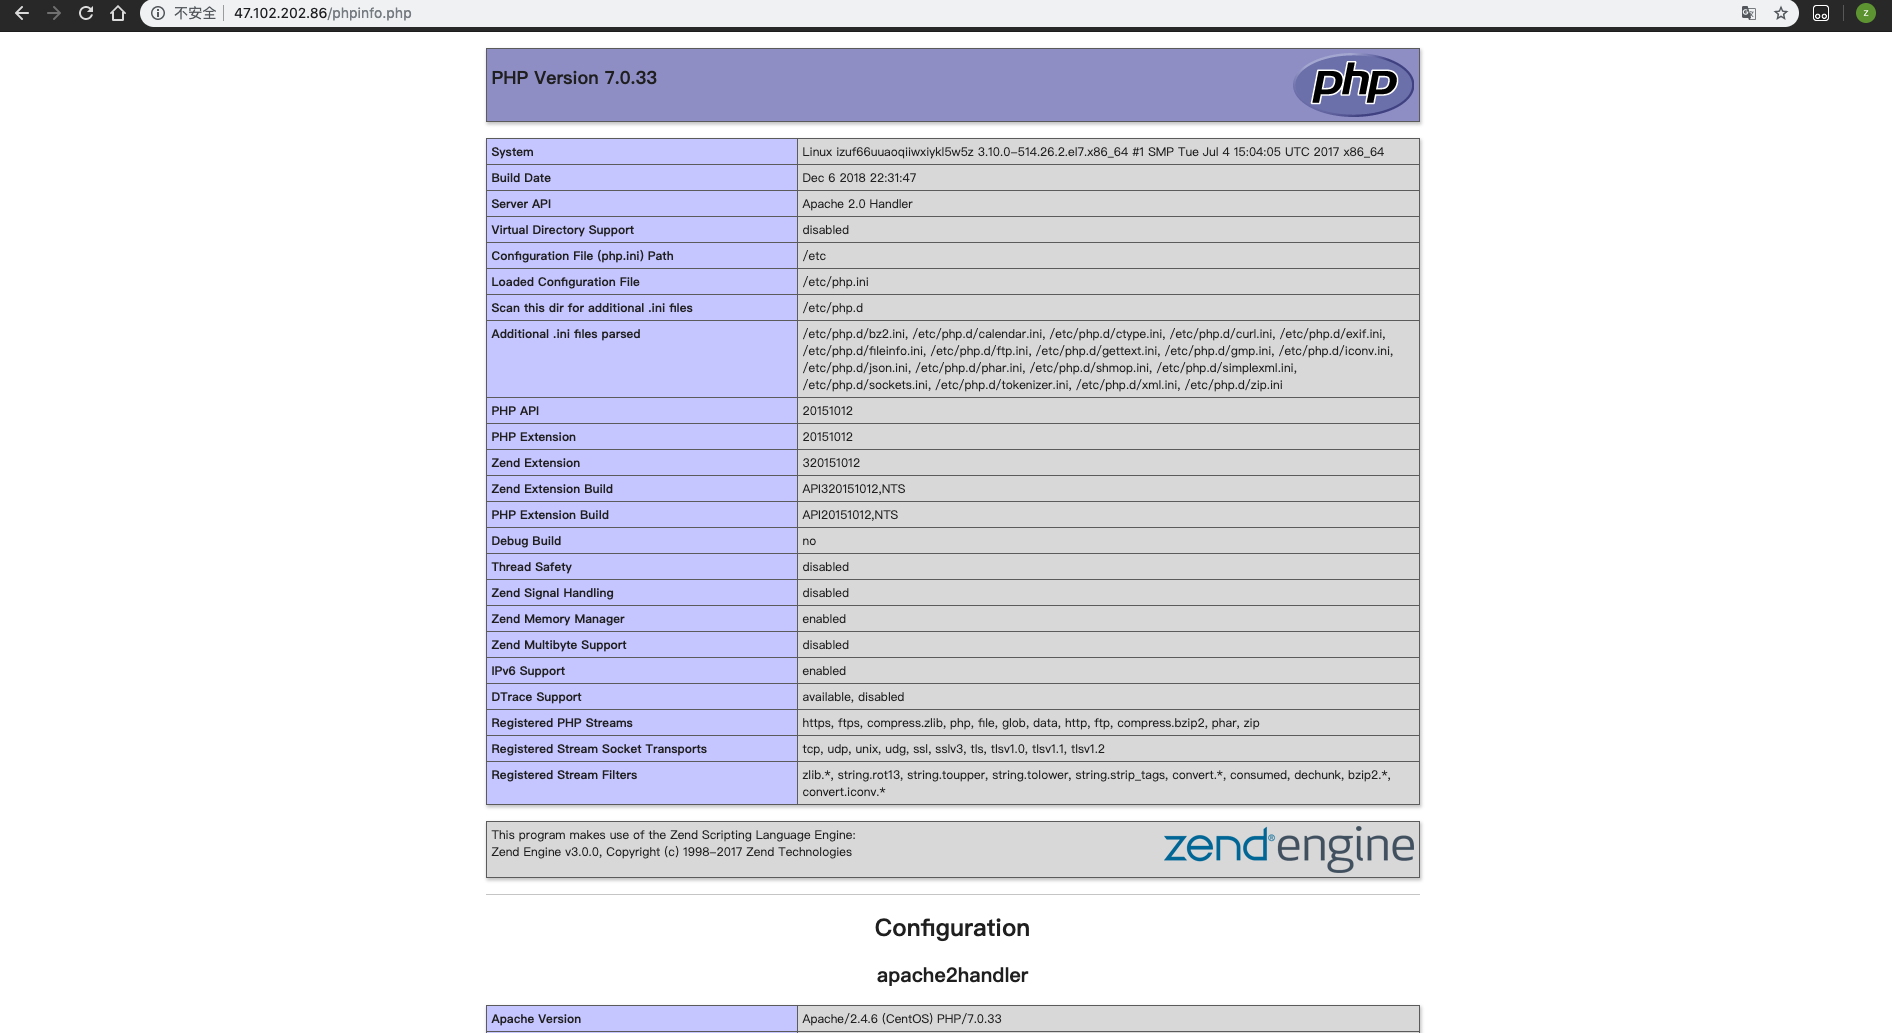 不安全 47.102.202.86/phpinfo.php
z
PHP Version 7.0.33
php
System Linux izuf66uuaoqiiwxiykl5w5z 3.10.0-514.26.2.el7.x86_64 #1 SMP Tue Jul 4 15:04:05 UTC 2017 x86_64
Build Date Dec 6 2018 22:31:47
Server API Apache 2.0 Handler
Virtual Directory Support disabled
Configuration File (php.ini) Path /etc
Loaded Configuration File /etc/php.ini
Scan this dir for additional .ini files /etc/php.d
Additional .ini files parsed /etc/php.d/bz2.ini, /etc/php.d/calendar.ini, /etc/php.d/ctype.ini, /etc/php.d/curl.ini, /etc/php.d/exif.ini,
/etc/php.d/fileinfo.ini, /etc/php.d/ftp.ini, /etc/php.d/gettext.ini, /etc/php.d/gmp.ini, /etc/php.d/iconv.ini,
/etc/php.d/json.ini, /etc/php.d/phar.ini, /etc/php.d/shmop.ini, /etc/php.d/simplexml.ini,
/etc/php.d/sockets.ini, /etc/php.d/tokenizer.ini, /etc/php.d/xml.ini, /etc/php.d/zip.ini
PHP API 20151012
PHP Extension 20151012
Zend Extension 320151012
Zend Extension Build API320151012,NTS
PHP Extension Build API20151012,NTS
Debug Build no
Thread Safety disabled
Zend Signal Handling disabled
Zend Memory Manager enabled
Zend Multibyte Support disabled
IPv6 Support enabled
DTrace Support available, disabled
Registered PHP Streams https, ftps, compress.zlib, php, file, glob, data, http, ftp, compress.bzip2, phar, zip
Registered Stream Socket Transports tcp, udp, unix, udg, ssl, sslv3, tls, tlsv1.0, tlsv1.1, tlsv1.2
Registered Stream Filters zlib.*, string.rot13, string.toupper, string.tolower, string.strip_tags, convert.*, consumed, dechunk, bzip2.*,
convert.iconv.*
This program makes use of the Zend Scripting Language Engine:
Zend Engine v3.0.0, Copyright (c) 1998-2017 Zend Technologies
zend®engine
Configuration
apache2handler
Apache Version Apache/2.4.6 (CentOS) PHP/7.0.33